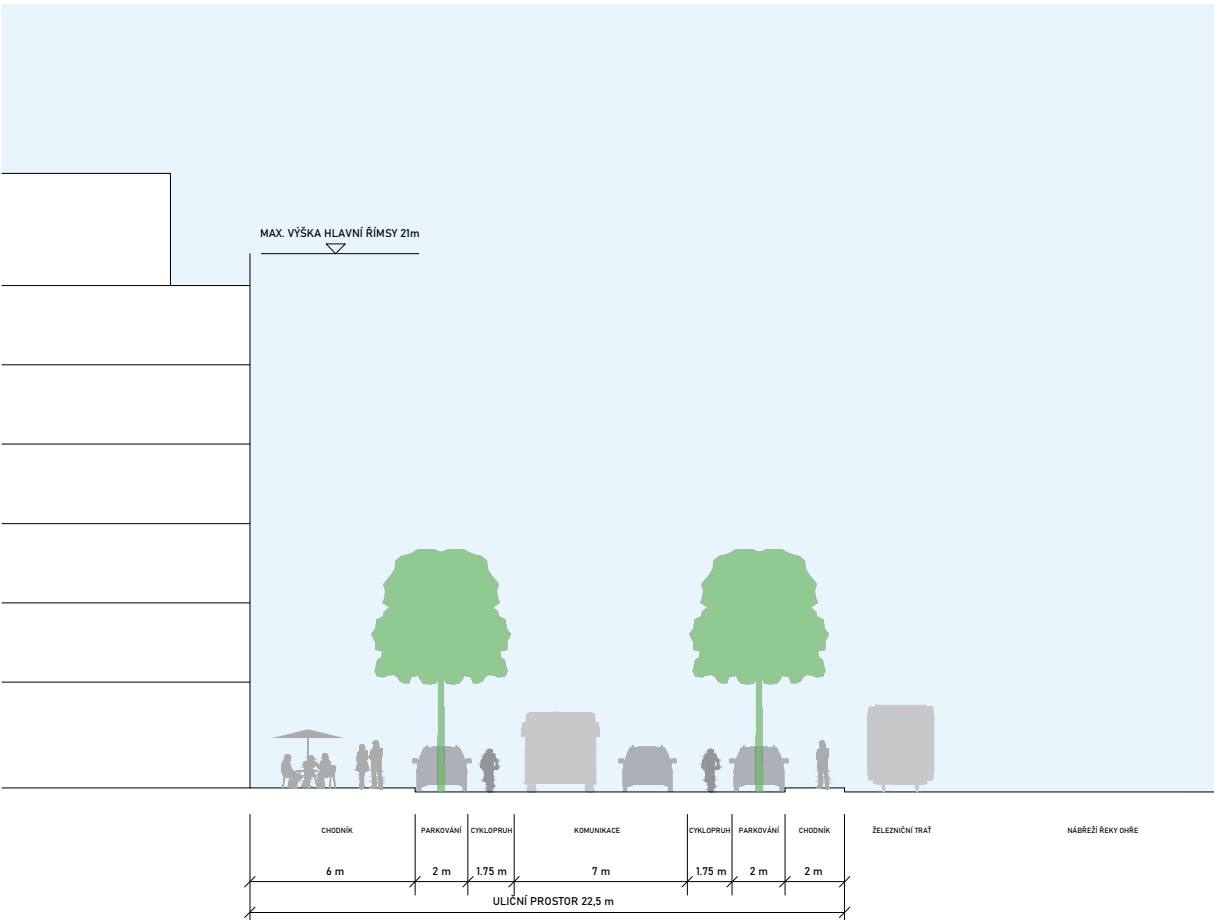 MAX. VÝŠKA HLAVNÍ ŘÍMSY 21m
CHODNÍK PARKOVÁNÍ CYKLOPRUH KOMUNIKACE CYKLOPRUH PARKOVÁNÍ CHODNÍK ŽELEZNIČNÍ TRAŤ NÁBŘEŽÍ ŘEKY OHŘE
6 m 2 m 1.75 m 7 m 1.75 m 2 m 2 m
ULIČNÍ PROSTOR 22,5 m